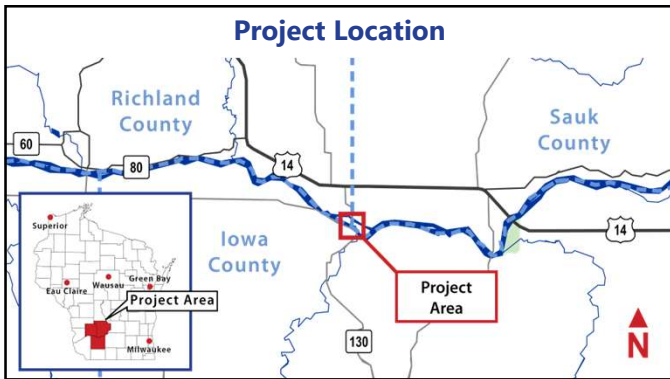 Project Location
Richland
County
Sauk
County
60
80
14
14
Iowa
County
Project
Area
130
N
Superior
Wausau
Green Bay
Eau Claire
Project Area
Milwaukee